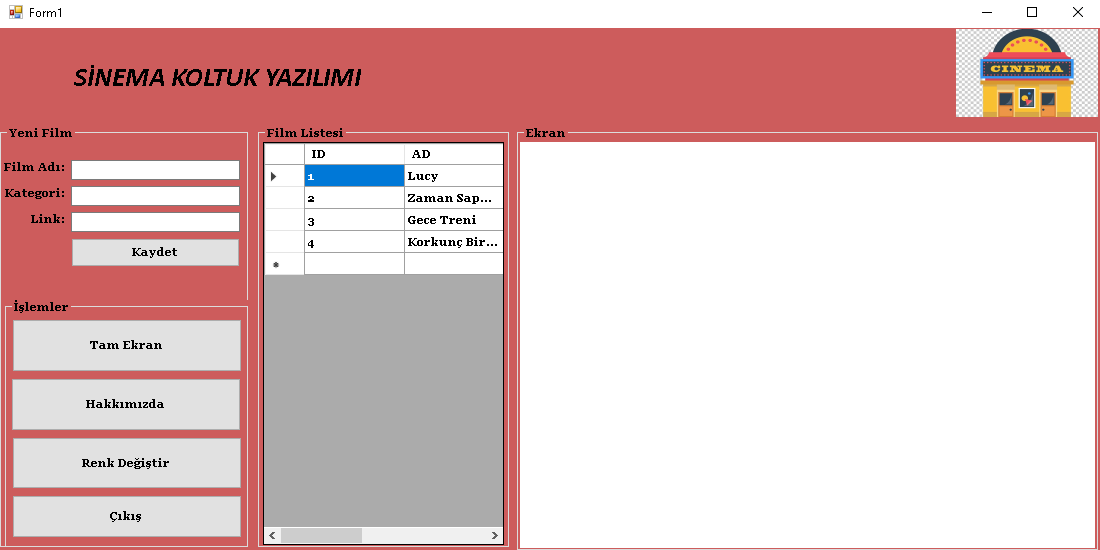 Form1
SİNEMA KOLTUK YAZILIMI
CINEMA
Yeni Film
Film Adı:
Kategori:
Link:
Kaydet
İşlemler
Tam Ekran
Hakkımızda
Renk Değiştir
Çıkış
Film Listesi
ID AD
1 Lucy
2 Zaman Sap...
3 Gece Treni
4 Korkunç Bir...
Ekran